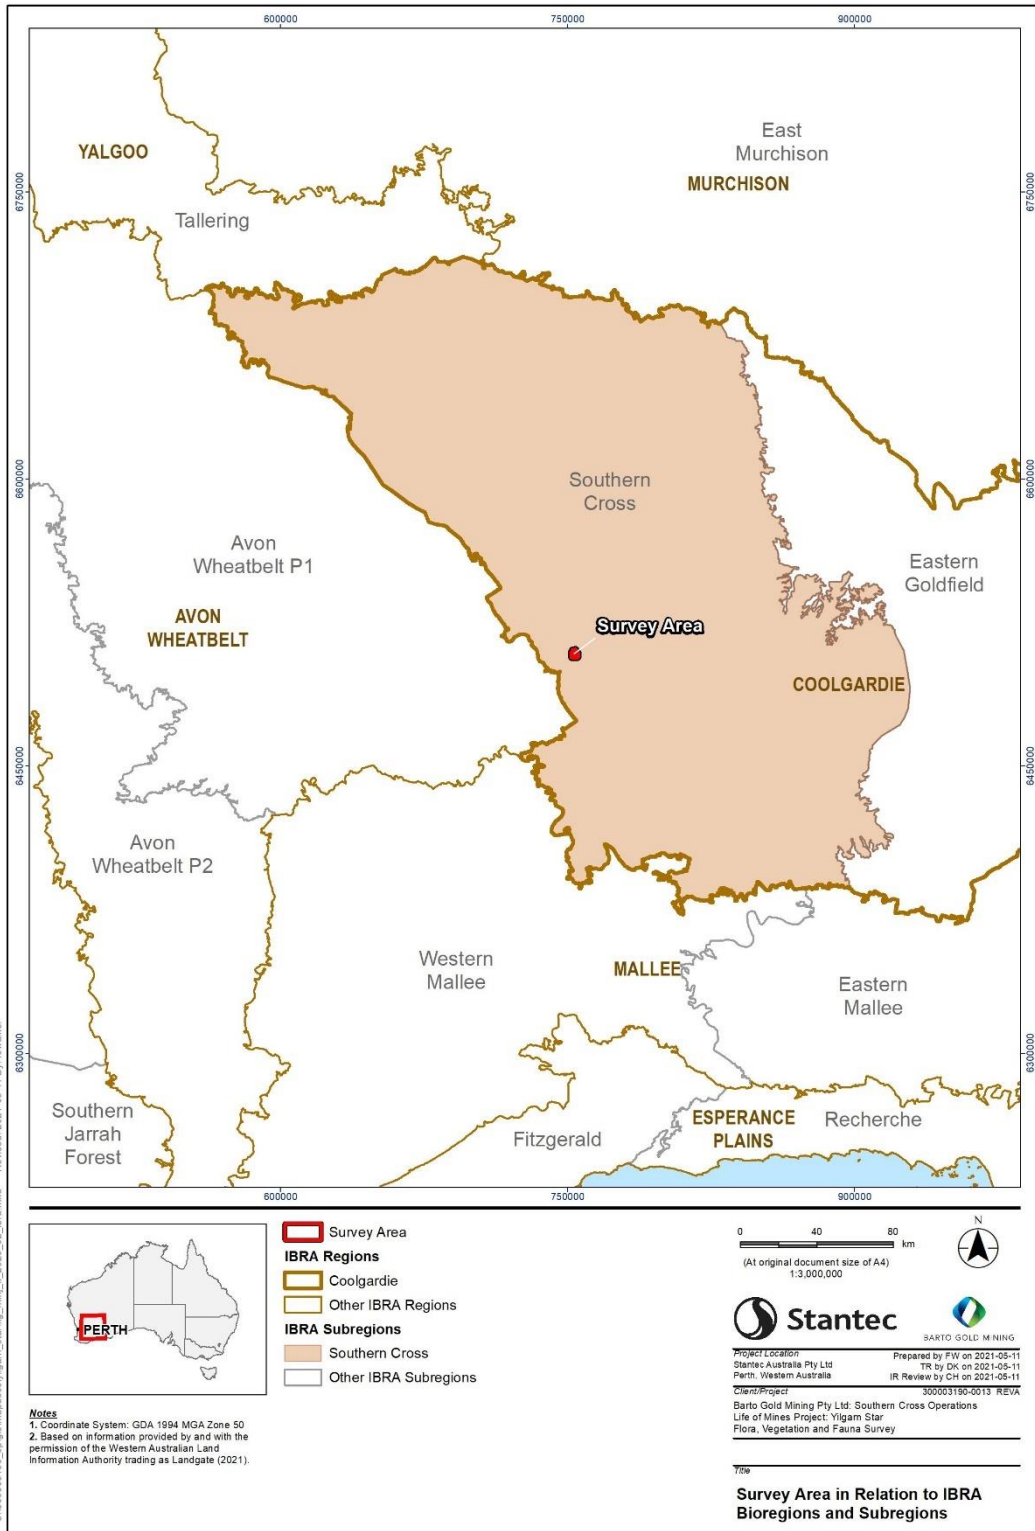 600000
750000
900000
East
Murchison
YALGOO
MURCHISON
6750000
6750000
Tallering
Southern
Cross
6600000
6600000
Avon
Wheatbelt P1
Eastern
Goldfield
AVON
WHEATBELT
Survey Area
COOLGARDIE
6450000
6450000
Avon
Wheatbelt P2
Western
Mallee
MALLEE
Eastern
Mallee
6300000
6300000
Southern
Jarrah
Forest
Fitzgerald
ESPERANCE
PLAINS
Recherche
600000
750000
900000
PERTH
Survey Area
IBRA Regions
Coolgardie
Other IBRA Regions
IBRA Subregions
Southern Cross
Other IBRA Subregions
0 40 80
km
(At original document size of A4)
1:3,000,000
N
Stantec
BARTO GOLD MINING
Project Location
Stantec Australia Pty Ltd
Perth, Western Australia
Prepared by FW on 2021-05-11
TR by DK on 2021-05-11
IR Review by CH on 2021-05-11
Client/Project
300003190-0013 REVA
Barto Gold Mining Pty Ltd: Southern Cross Operations
Life of Mines Project: Yilgarn Star
Flora, Vegetation and Fauna Survey
Title
Survey Area in Relation to IBRA
Bioregions and Subregions
Notes
1. Coordinate System: GDA 1994 MGA Zone 50
2. Based on information provided by and with the
permission of the Western Australian Land
Information Authority trading as Landgate (2021).